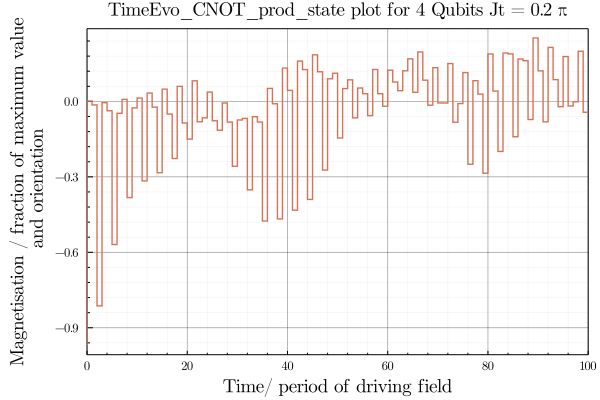 TimeEvo_CNOT_prod_state plot for 4 Qubits Jt = 0.2 π
Magnetisation / fraction of maximum value
and orientation
0.0
−0.3
−0.6
−0.9
0 20 40 60 80 100
Time/ period of driving field